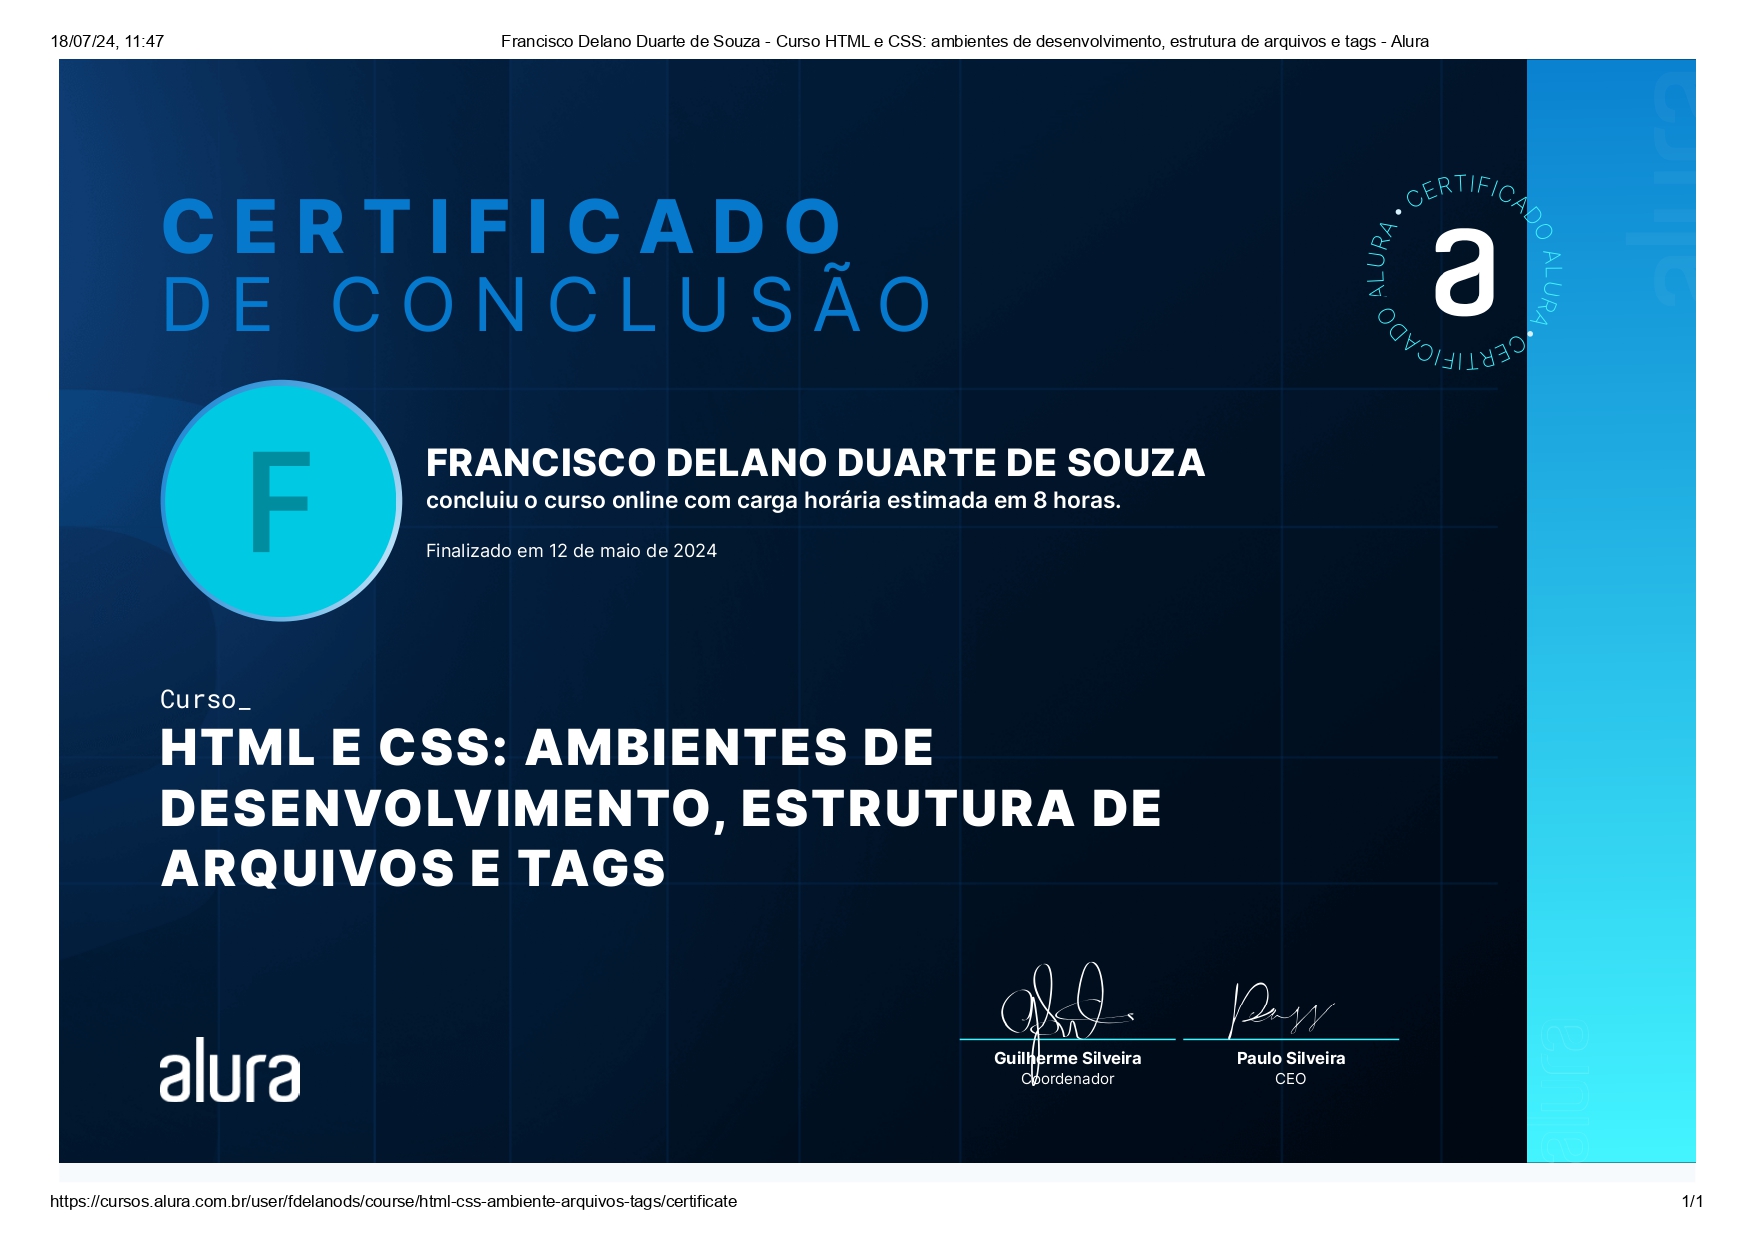 18/07/24, 11:47
Francisco Delano Duarte de Souza - Curso HTML e CSS: ambientes de desenvolvimento, estrutura de arquivos e tags - Alura
CERTIFICADO
DE CONCLUSÃO
CERTIFICADO ALURA • CERTIFICADO ALURA •
a
alura
F
FRANCISCO DELANO DUARTE DE SOUZA
concluiu o curso online com carga horária estimada em 8 horas.
Finalizado em 12 de maio de 2024
Curso_
HTML E CSS: AMBIENTES DE
DESENVOLVIMENTO, ESTRUTURA DE
ARQUIVOS E TAGS
alura
Guilherme Silveira
Coordenador
Paulo Silveira
CEO
alura
https://cursos.alura.com.br/user/fdelanods/course/html-css-ambiente-arquivos-tags/certificate
1/1